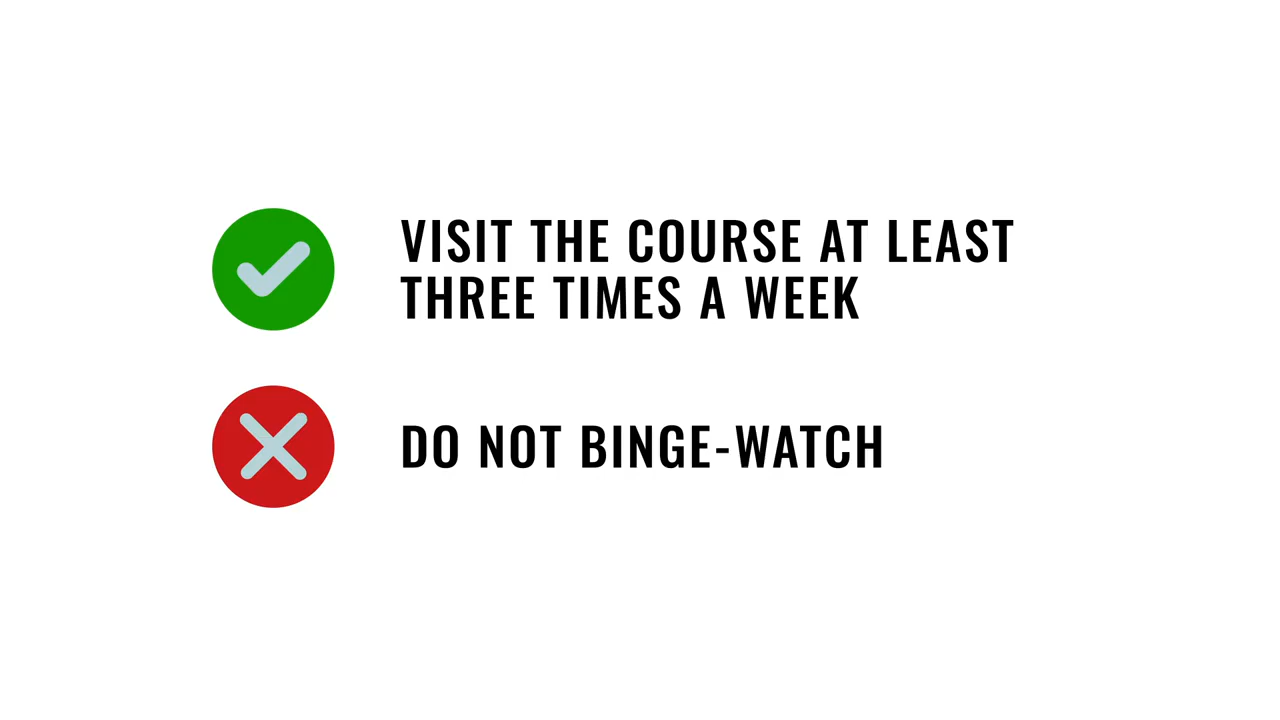 VISIT THE COURSE AT LEAST
THREE TIMES A WEEK
DO NOT BINGE-WATCH